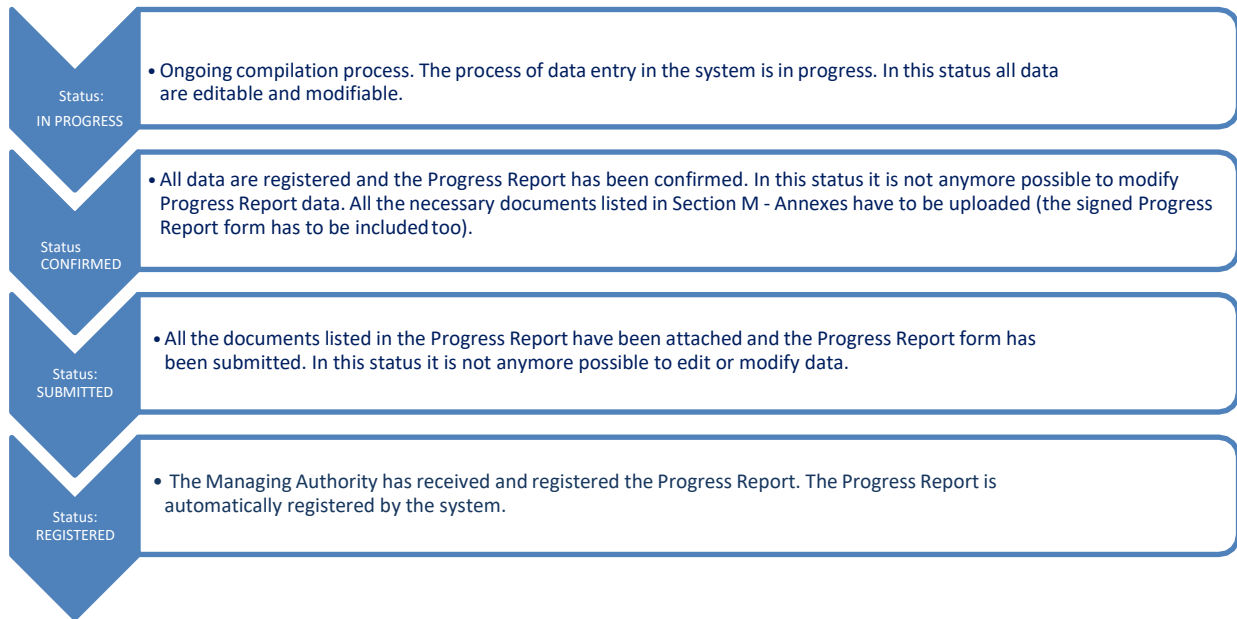 Status:
IN PROGRESS
• Ongoing compilation process. The process of data entry in the system is in progress. In this status all data
are editable and modifiable.
Status
CONFIRMED
• All data are registered and the Progress Report has been confirmed. In this status it is not anymore possible to modify
Progress Report data. All the necessary documents listed in Section M - Annexes have to be uploaded (the signed Progress
Report form has to be included too).
Status:
SUBMITTED
• All the documents listed in the Progress Report have been attached and the Progress Report form has
been submitted. In this status it is not anymore possible to edit or modify data.
Status:
REGISTERED
• The Managing Authority has received and registered the Progress Report. The Progress Report is
automatically registered by the system.